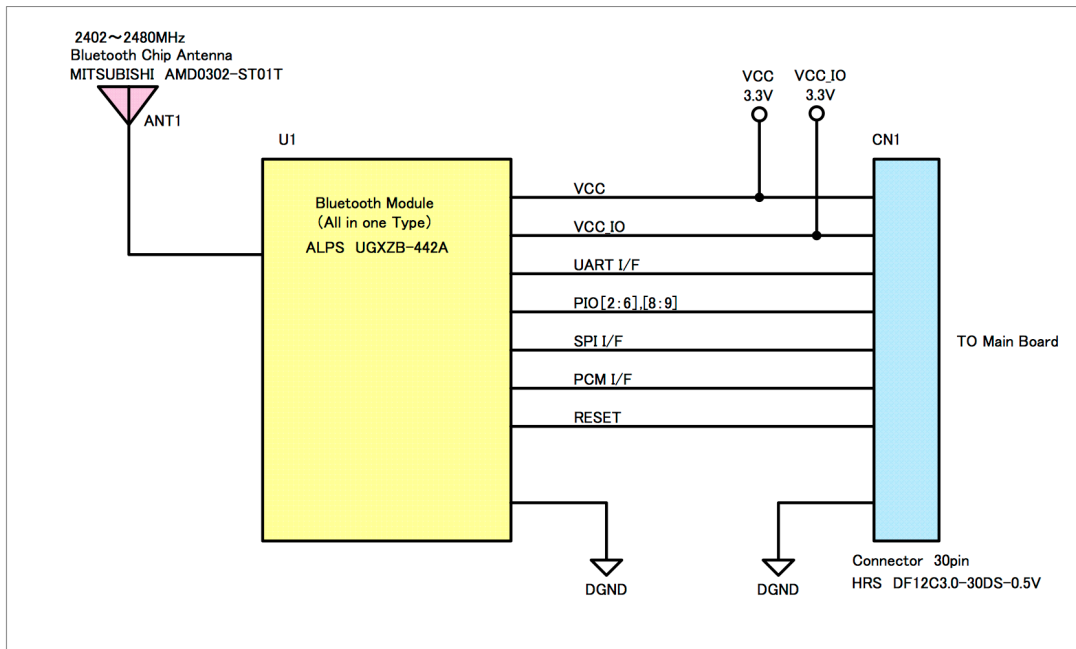 2402～2480MHz
Bluetooth Chip Antenna
MITSUBISHI AMD0302-ST01T
ANT1
U1
Bluetooth Module
(All in one Type)
ALPS UGXZB-442A
VCC
3.3V
VCC_IO
3.3V
CN1
VCC
VCC_IO
UART I/F
PIO[2:6],[8:9]
SPI I/F
PCM I/F
RESET
TO Main Board
DGND
DGND
Connector 30pin
HRS DF12C3.0-30DS-0.5V